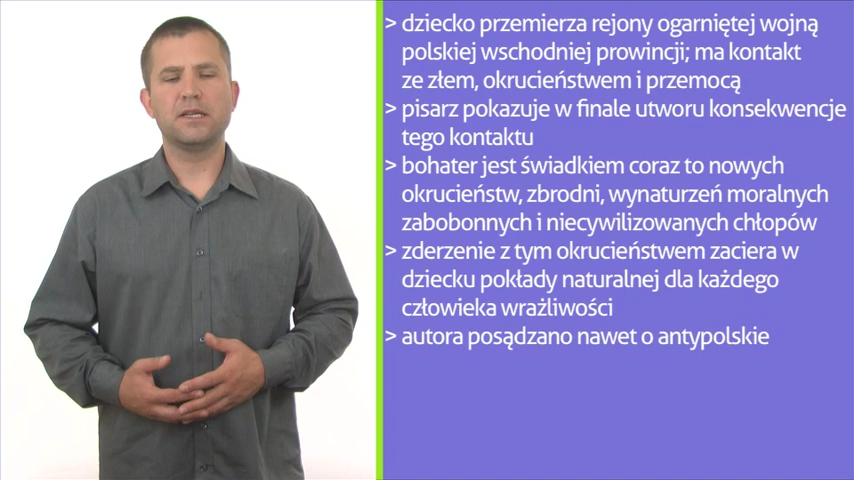 > dziecko przemierza rejony ogarniętej wojną
polskiej wschodniej prowincji; ma kontakt
ze złem, okrucieństwem i przemocą
> pisarz pokazuje w finale utworu konsekwencje
tego kontaktu
> bohater jest świadkiem coraz to nowych
okrucieństw, zbrodni, wynaturzeń moralnych
zabobonnych i niecywilizowanych chłopów
> zderzenie z tym okrucieństwem zaciera w
dziecku pokłady naturalnej dla każdego
człowieka wrażliwości
> autora posądzano nawet o antypolskie